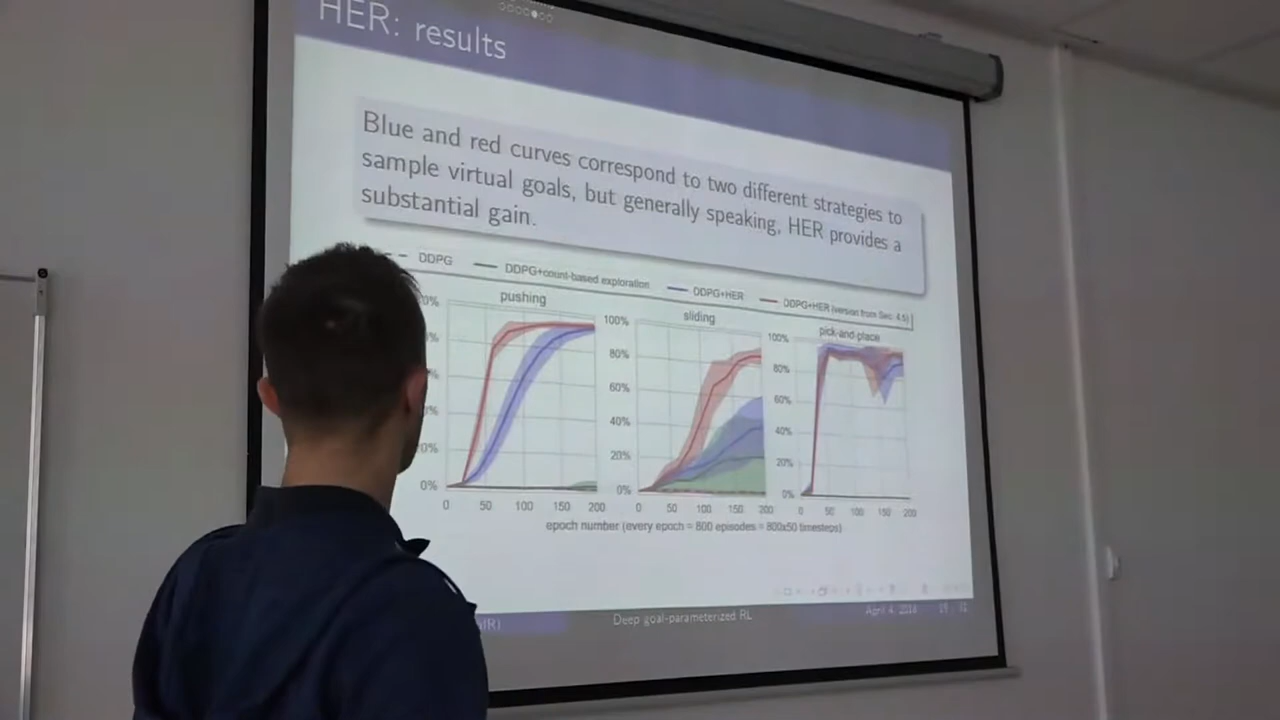 HER: results
Blue and red curves correspond to two different strategies to
sample virtual goals, but generally speaking, HER provides a
substantial gain.
DDPG DDPG+count-based exploration DDPG+HER DDPG+HER (version from Sec. 4.5)
pushing sliding pick-and-place
100% 100%
80% 80%
60% 60%
40% 40%
20% 20%
0% 0% 0%
0 50 100 150 200 0 50 100 150 200 0 50 100 150 200
epoch number (every epoch = 800 episodes = 800x50 timesteps)
Deep goal-parameterized RL